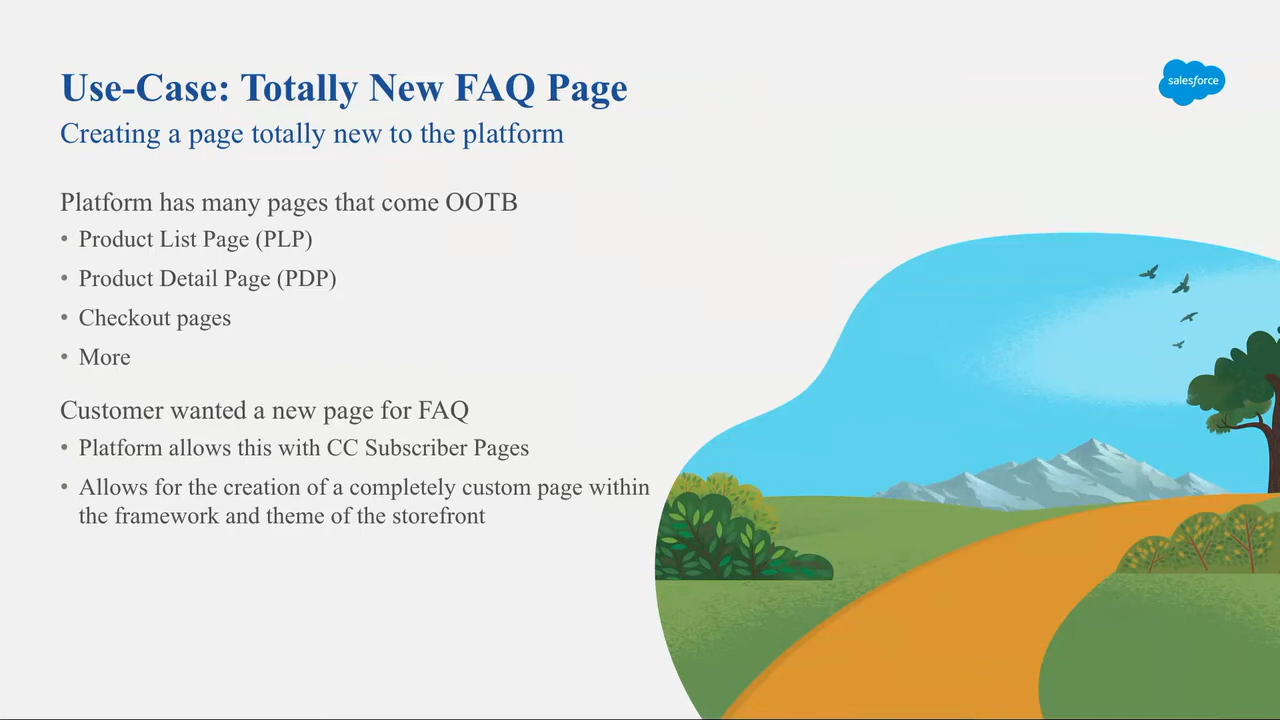 Use-Case: Totally New FAQ Page
salesforce
Creating a page totally new to the platform
Platform has many pages that come OOTB
• Product List Page (PLP)
• Product Detail Page (PDP)
• Checkout pages
• More
Customer wanted a new page for FAQ
• Platform allows this with CC Subscriber Pages
• Allows for the creation of a completely custom page within
the framework and theme of the storefront